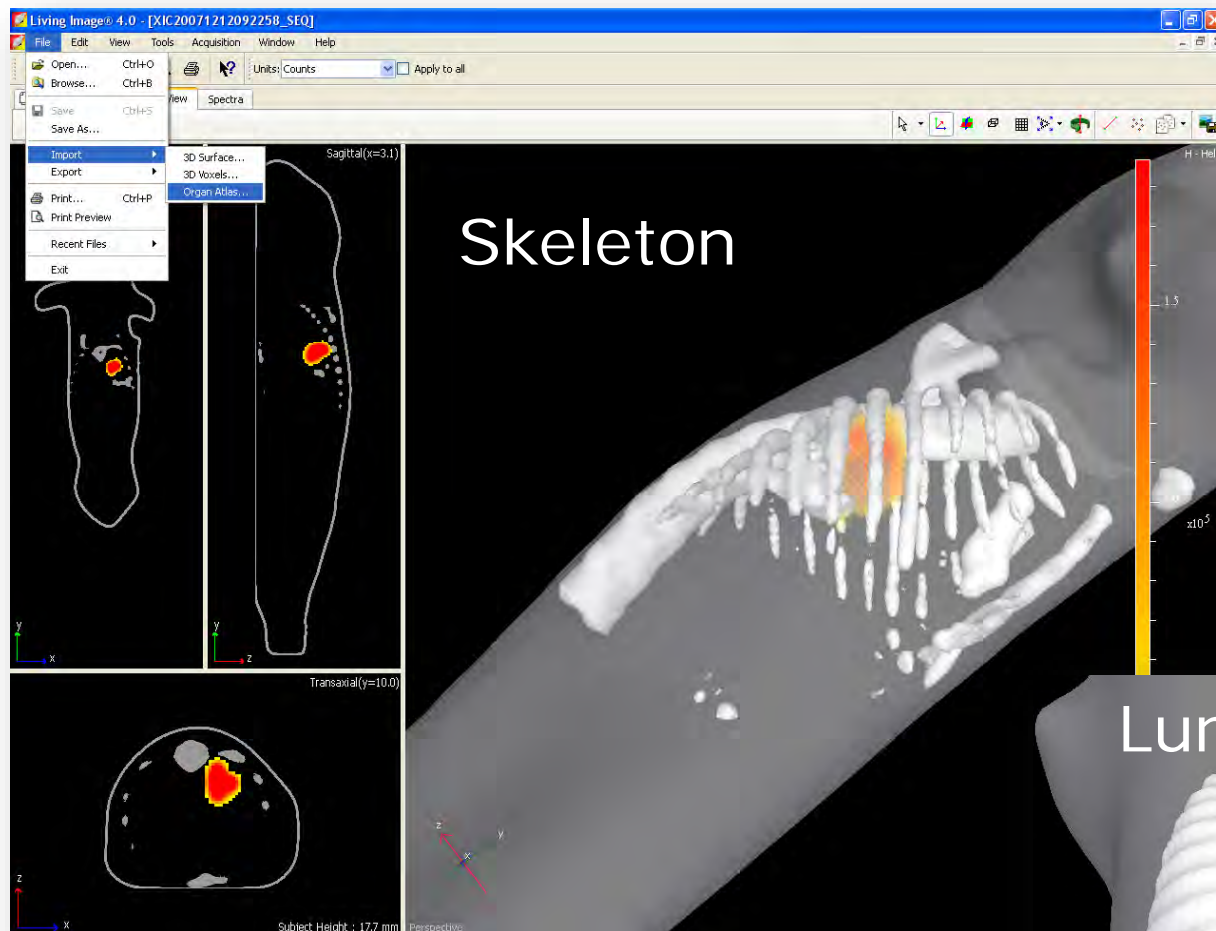 Living Image® 4.0 - [XIC20071212092258_SEQ]
File Edit View Tools Acquisition Window Help
Open... Ctrl+O
Browse... Ctrl+B
Save Ctrl+S
Save As...
Import
Export
Print... Ctrl+P
Print Preview
Recent Files
Exit
3D Surface...
3D Voxels...
Organ Atlas...
Units: Counts Apply to all
Spectra
Sagittal(x=3.1)
Skeleton
1.5
x10⁵
y
x
y
z
Transaxial(y=10.0)
z
x
Subject Height : 17.7 mm
Perspective
z
y
x